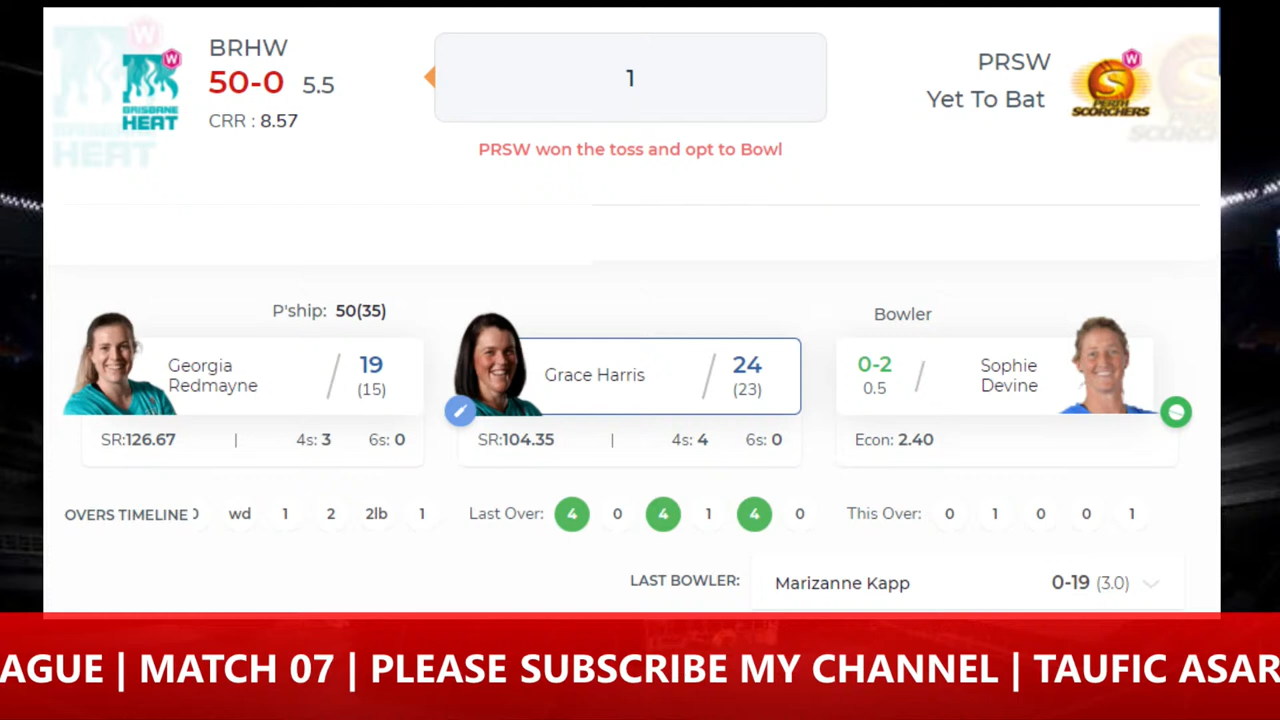 BRHW
50-0 5.5
CRR : 8.57
W
BRISBANE
HEAT
1
PRSW won the toss and opt to Bowl
PRSW
Yet To Bat
W
PERTH
SCORCHERS
P'ship: 50(35)
Georgia
Redmayne
19
(15)
SR:126.67 | 4s: 3 6s: 0
Grace Harris
24
(23)
SR:104.35 | 4s: 4 6s: 0
Bowler
0-2
0.5
Sophie
Devine
Econ: 2.40
OVERS TIMELINE wd 1 2 2lb 1 Last Over: 4 0 4 1 4 0 This Over: 0 1 0 0 1
LAST BOWLER: Marizanne Kapp 0-19 (3.0)
AGUE | MATCH 07 | PLEASE SUBSCRIBE MY CHANNEL | TAUFIC ASAR